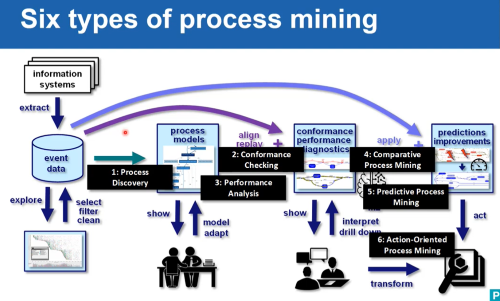 Six types of process mining
information
systems
extract
event
data
explore
select
filter
clean
1: Process
Discovery
process
models
align
replay
2: Conformance
Checking
3: Performance
Analysis
show
model
adapt
conformance
performance
diagnostics
show
interpret
drill down
apply
4: Comparative
Process Mining
5: Predictive Process
Mining
predictions
improvements
act
6: Action-Oriented
Process Mining
transform
P